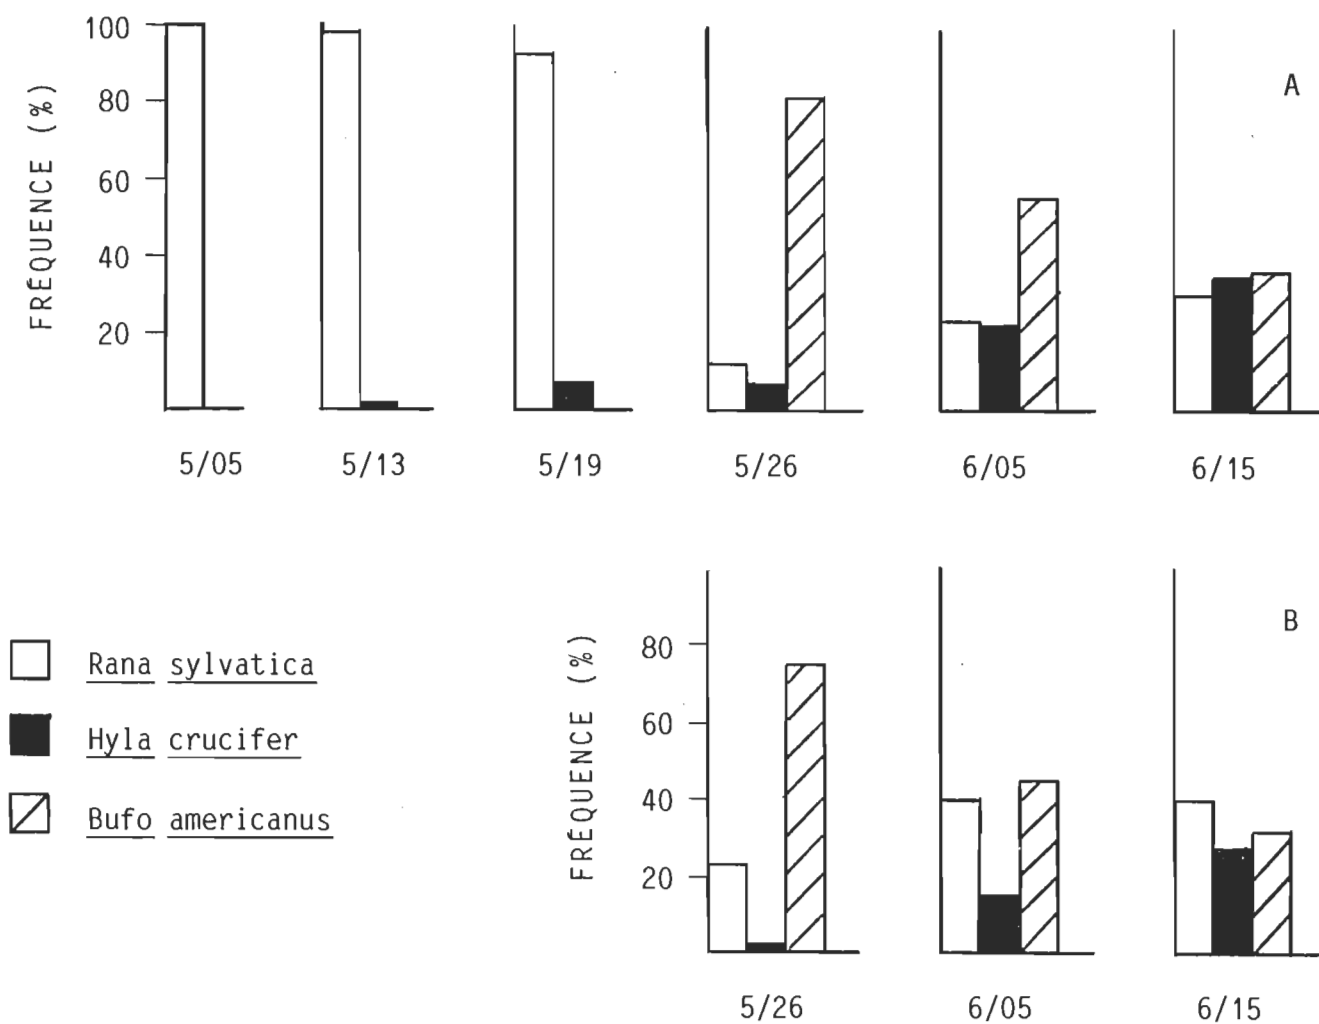 FRÉQUENCE (%)
100
80
60
40
20
A
5/05
5/13
5/19
5/26
6/05
6/15
Rana sylvatica
Hyla crucifer
Bufo americanus
FRÉQUENCE (%)
80
60
40
20
B
5/26
6/05
6/15